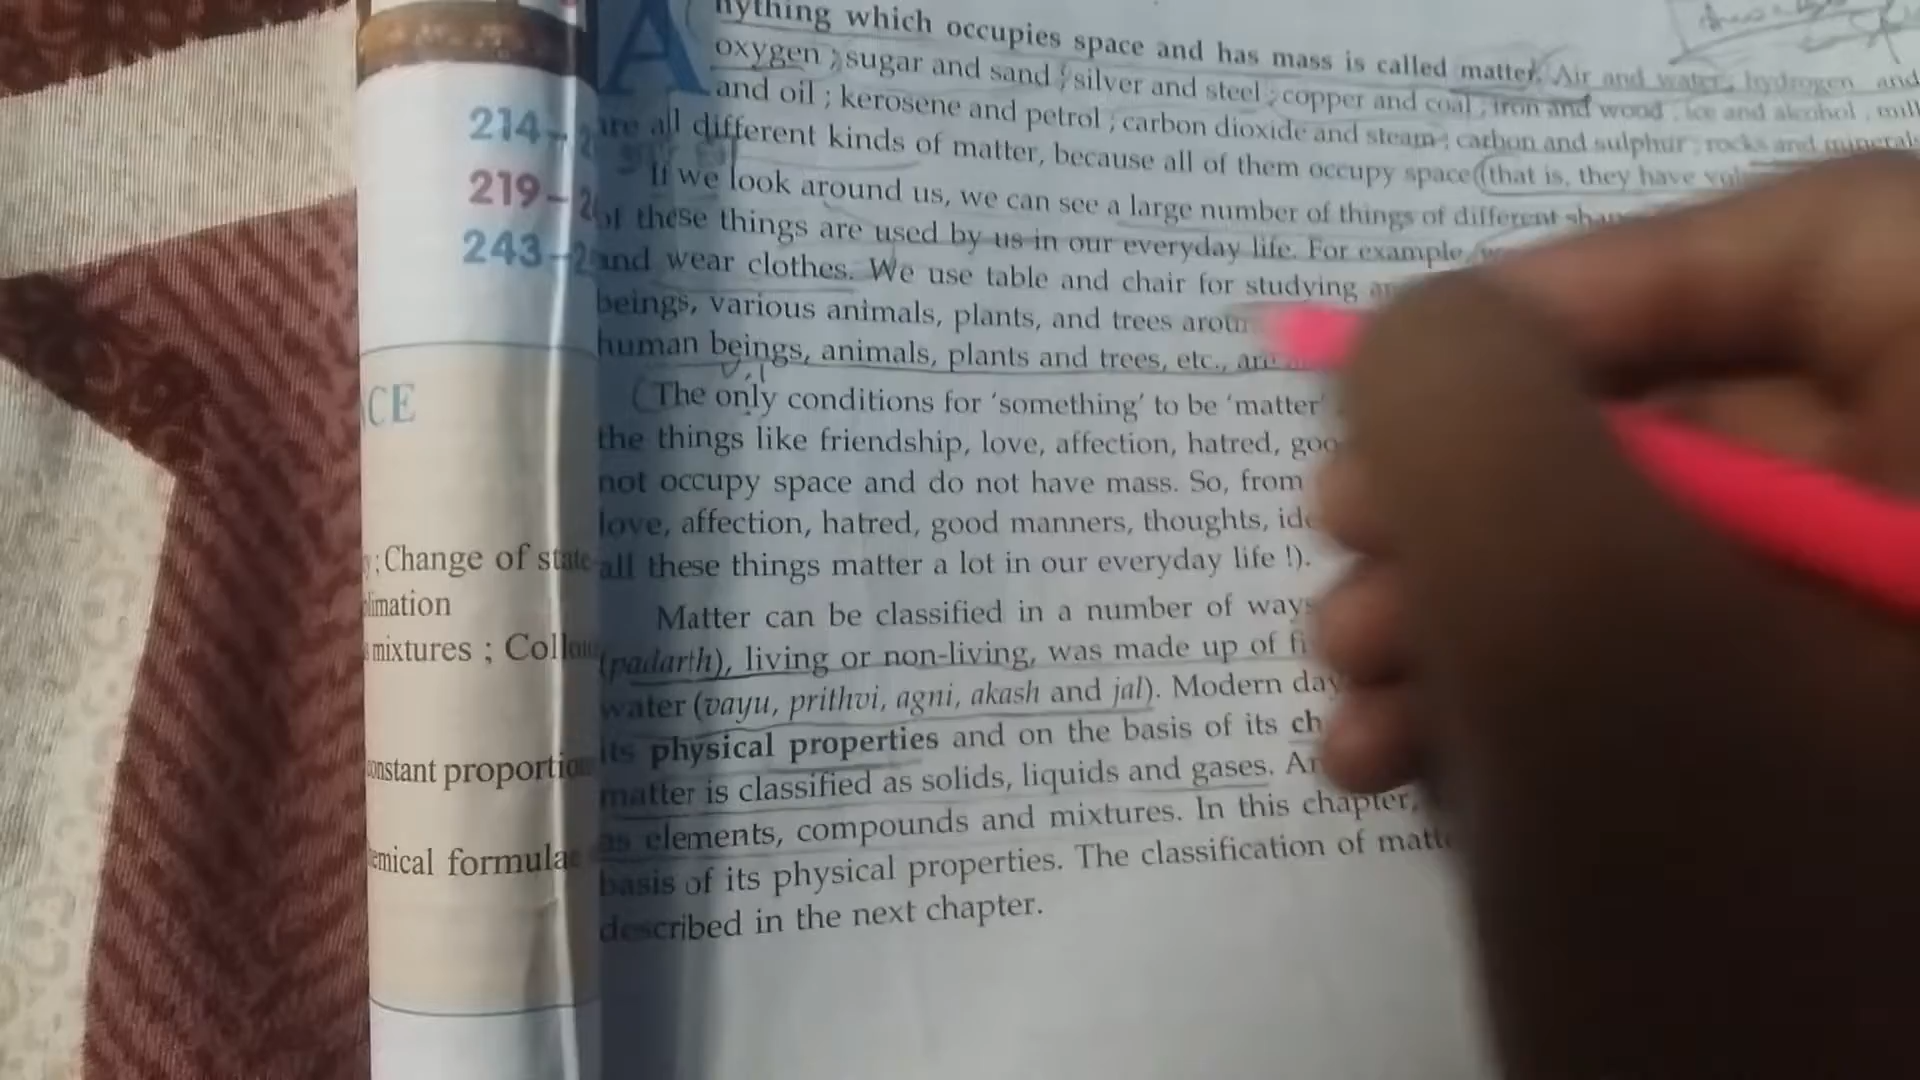 nything which occupies space and has mass is called matter. Air and water, hydrogen and
oxygen ; sugar and sand ; silver and steel ; copper and coal ; iron and wood ; ice and alcohol ; milk
and oil ; kerosene and petrol ; carbon dioxide and steam ; carbon and sulphur ; rocks and minerals
are all different kinds of matter, because all of them occupy space (that is, they have
If we look around us, we can see a large number of things of different
of these things are used by us in our everyday life. For example,
and wear clothes. We use table and chair for studying
beings, various animals, plants, and trees
human beings, animals, plants and trees, etc., are
The only conditions for 'something' to be 'matter'
the things like friendship, love, affection, hatred,
not occupy space and do not have mass. So, from
love, affection, hatred, good manners, thoughts,
all these things matter a lot in our everyday life !).
Matter can be classified in a number of ways
(padarth), living or non-living, was made up of
water (vayu, prithvi, agni, akash and jal). Modern day
its physical properties and on the basis of its ch
matter is classified as solids, liquids and gases.
as elements, compounds and mixtures. In this chapter,
basis of its physical properties. The classification of
described in the next chapter.
214–
219–2
243–2
CE
; Change of state
limation
mixtures ;
onstant proportio
emical formulae